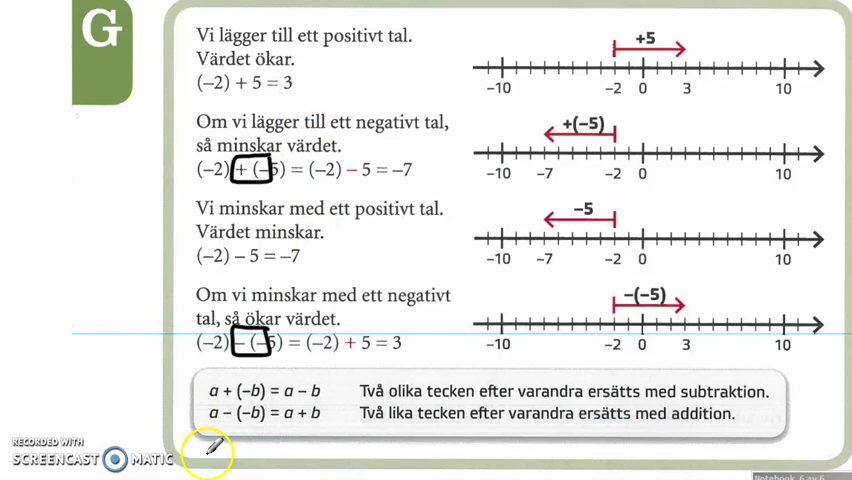 G
Vi lägger till ett positivt tal.
Värdet ökar.
(–2) + 5 = 3
+5
–10 –2 0 3 10
Om vi lägger till ett negativt tal,
så minskar värdet.
(–2) + (–5) = (–2) – 5 = –7
+(–5)
–10 –7 –2 0 10
Vi minskar med ett positivt tal.
Värdet minskar.
(–2) – 5 = –7
–5
–10 –7 –2 0 10
Om vi minskar med ett negativt
tal, så ökar värdet.
(–2) – (–5) = (–2) + 5 = 3
–(–5)
–10 –2 0 3 10
a + (–b) = a – b Två olika tecken efter varandra ersätts med subtraktion.
a – (–b) = a + b Två lika tecken efter varandra ersätts med addition.
RECORDED WITH
SCREENCAST MATIC
Notebook 6 av 6